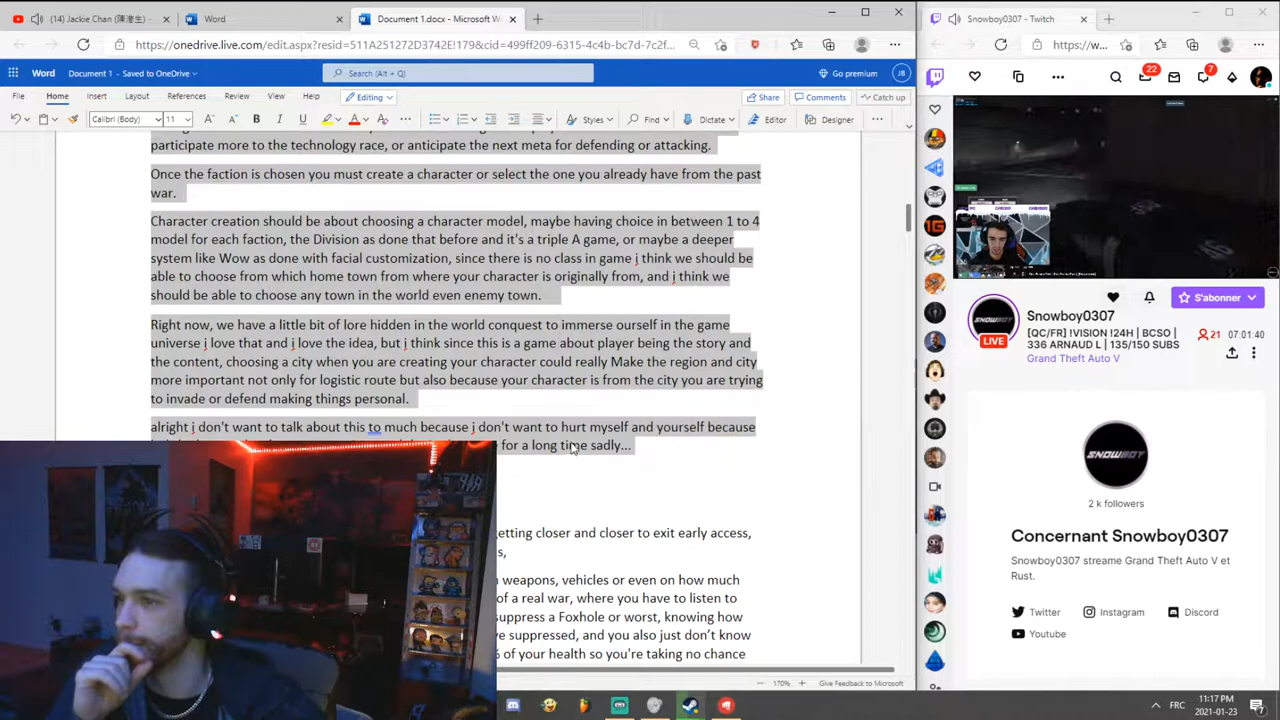 (14) Jackie Chan (陳港生) -
Word
Document 1.docx - Microsoft W
Snowboy0307 - Twitch
https://onedrive.live.com/edit.aspx?resid=511A251272D3742E!179&cid=499ff209-6315-4c4b-bc7d-7c2f...
https://w...
Word
Document 1 - Saved to OneDrive
Search (Alt + Q)
Go premium
JB
22
7
File
Home
Insert
Layout
References
Review
View
Help
Editing
Share
Comments
Catch up
Calibri (Body)
11
Styles
Find
Dictate
Editor
Designer
participate more to the technology race, or anticipate the next meta for defending or attacking.
Once the faction is chosen you must create a character or select the one you already have from the past
war.
Character creation is not just about choosing a character model, maybe having choice in between 1 to 4
model for each faction, the Division as done that before and it's a triple A game, or maybe a deeper
system like WoW as done with facial customization, since there is no class in game i think we should be
able to choose from the town from where your character is originally from, and i think we
should be able to choose any town in the world even enemy town.
Right now, we have a little bit of lore hidden in the world conquest to immerse ourself in the game
universe i love that and love the idea, but i think since this is a game about player being the story and
the content, choosing a city when you are creating your character could really Make the region and city
more important not only for logistic route but also because your character is from the city you are trying
to invade or defend making things personal.
alright i don't want to talk about this to much because i don't want to hurt myself and yourself because
for a long time sadly...
etting closer and closer to exit early access,
s,
n weapons, vehicles or even on how much
of a real war, where you have to listen to
suppress a Foxhole or worst, knowing how
ve suppressed, and you also just don't know
% of your health so you're taking no chance
SNOWBOY
LIVE
Snowboy0307
[QC/FR] !VISION !24H | BCSO |
336 ARNAUD L | 135/150 SUBS
Grand Theft Auto V
S'abonner
21
07:01:40
SNOWBOY
2 k followers
Concernant Snowboy0307
Snowboy0307 streame Grand Theft Auto V et
Rust.
Twitter
Instagram
Discord
Youtube
170%
Give Feedback to Microsoft
FRC
11:17 PM
2021-01-23
7